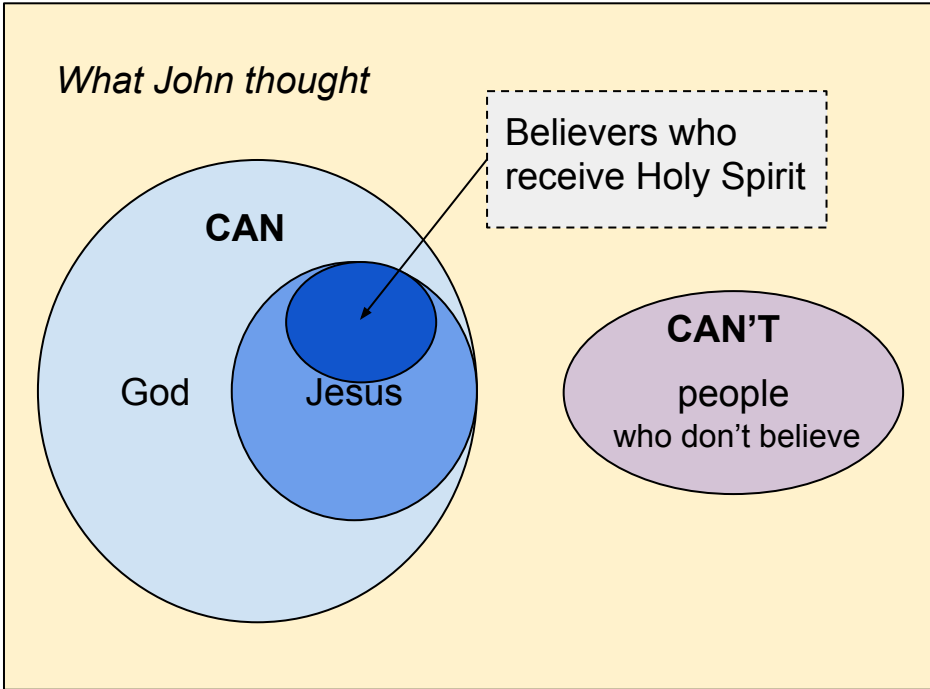 What John thought
Believers who
receive Holy Spirit
CAN
God
Jesus
CAN’T
people
who don’t believe